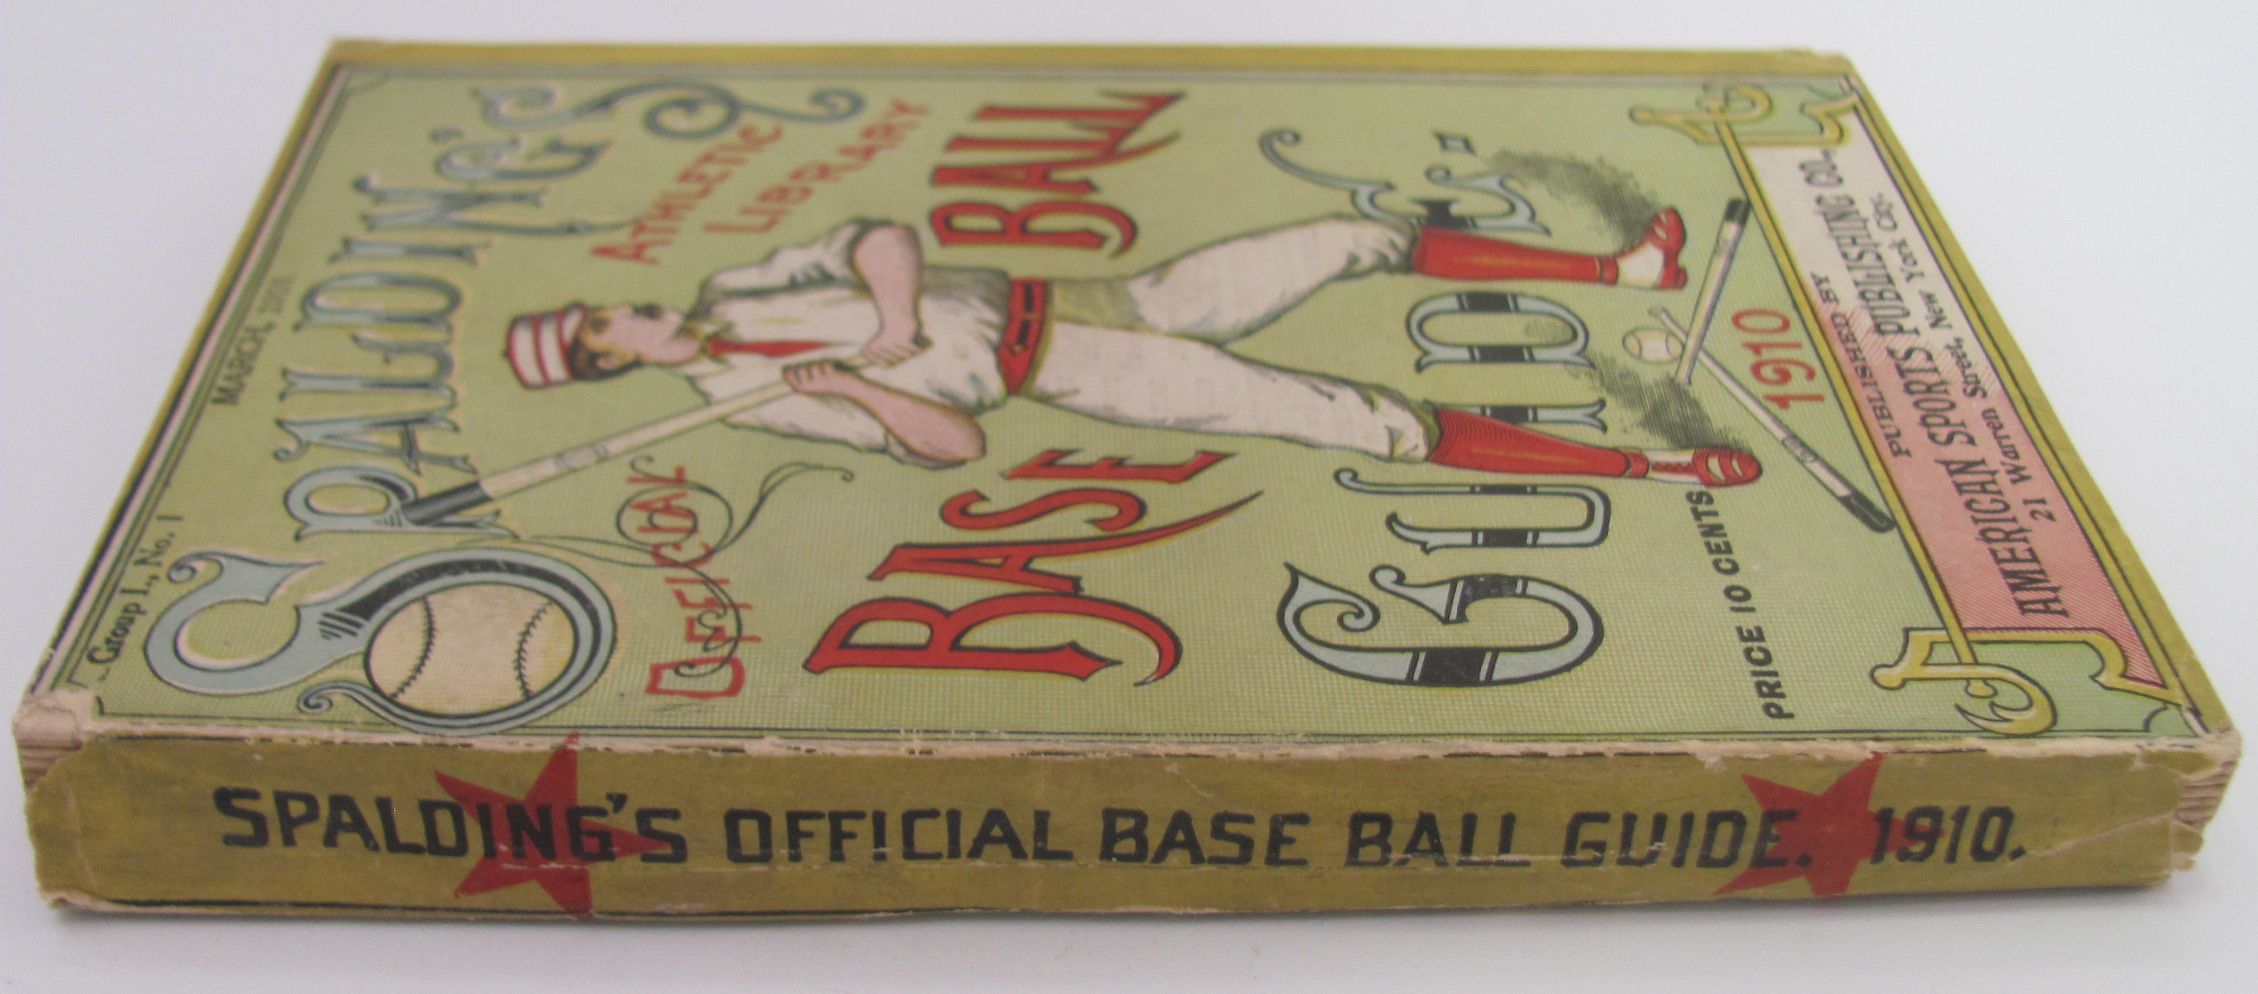 Group I., No. 1
MARCH, 1910
SPALDING'S
ATHLETIC
LIBRARY
OFFICIAL
BASE BALL
GUIDE
PRICE 10 CENTS
1910
PUBLISHED BY
AMERICAN SPORTS PUBLISHING CO.
21 Warren Street, New York City.
SPALDING'S OFFICIAL BASE BALL GUIDE. 1910.